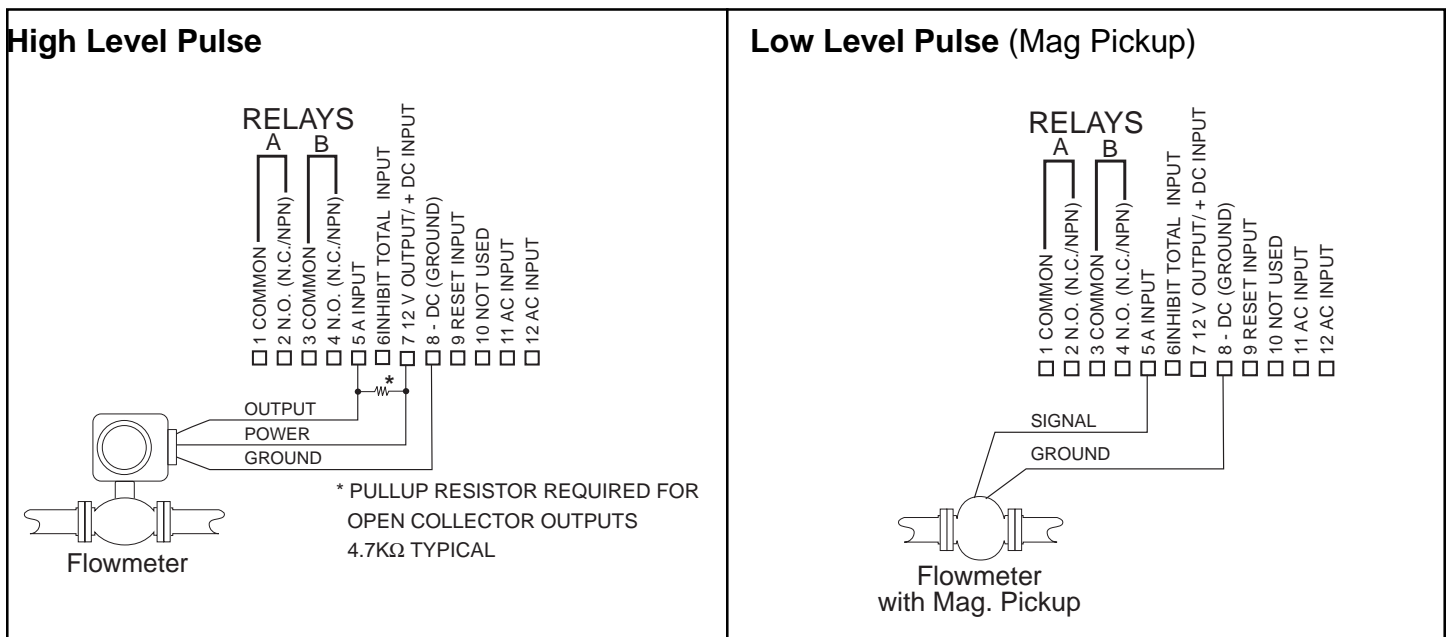 High Level Pulse
RELAYS
A B
1 COMMON
2 N.O. (N.C./NPN)
3 COMMON
4 N.O. (N.C./NPN)
5 A INPUT
6INHIBIT TOTAL INPUT
7 12 V OUTPUT/ + DC INPUT
8 - DC (GROUND)
9 RESET INPUT
10 NOT USED
11 AC INPUT
12 AC INPUT
*
OUTPUT
POWER
GROUND
* PULLUP RESISTOR REQUIRED FOR
OPEN COLLECTOR OUTPUTS
4.7KΩ TYPICAL
Flowmeter
Low Level Pulse (Mag Pickup)
RELAYS
A B
1 COMMON
2 N.O. (N.C./NPN)
3 COMMON
4 N.O. (N.C./NPN)
5 A INPUT
6INHIBIT TOTAL INPUT
7 12 V OUTPUT/ + DC INPUT
8 - DC (GROUND)
9 RESET INPUT
10 NOT USED
11 AC INPUT
12 AC INPUT
SIGNAL
GROUND
Flowmeter
with Mag. Pickup